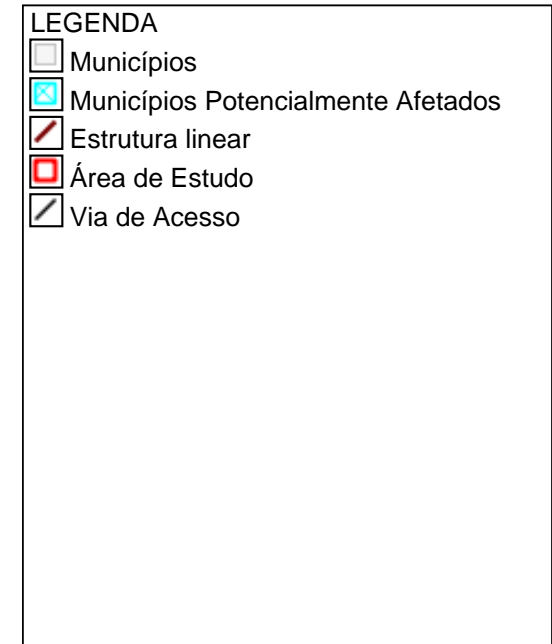 LEGENDA
Municípios
Municípios Potencialmente Afetados
Estrutura linear
Área de Estudo
Via de Acesso